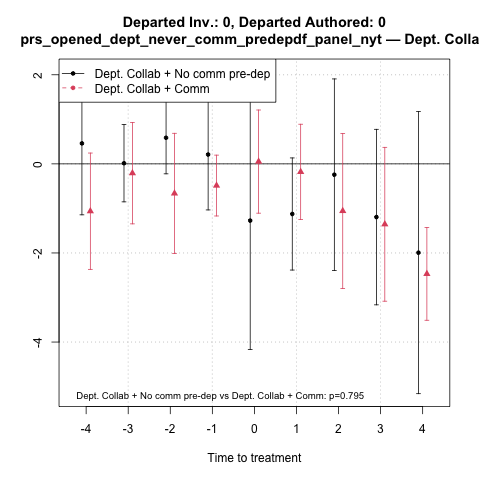 Departed Inv.: 0, Departed Authored: 0
prs_opened_dept_never_comm_predepdf_panel_nyt — Dept. Colla
Dept. Collab + No comm pre-dep
Dept. Collab + Comm
2
0
-2
-4
Dept. Collab + No comm pre-dep vs Dept. Collab + Comm: p=0.795
-4 -3 -2 -1 0 1 2 3 4
Time to treatment